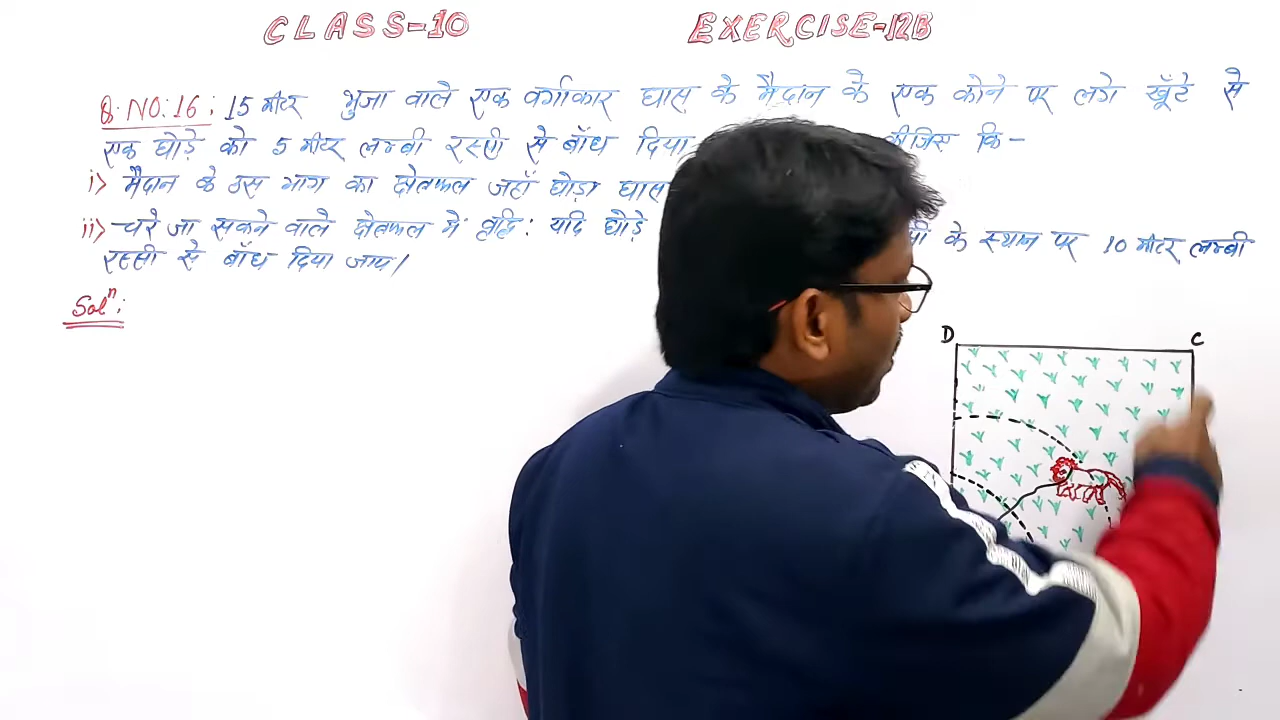 CLASS-10 EXERCISE-12B
Q. NO: 16: 15 मीटर भुजा वाले एक वर्गाकार घास के मैदान के एक कोने पर लगे खूँटे से
एक घोड़े को 5 मीटर लम्बी रस्सी से बाँध दिया कीजिए कि -
i) मैदान के उस भाग का क्षेत्रफल जहाँ घोड़ा घास
ii) चरे जा सकने वाले क्षेत्रफल में वृद्धि: यदि घोड़े के स्थान पर 10 मीटर लम्बी
रस्सी से बाँध दिया जाए।
Solⁿ:
D C